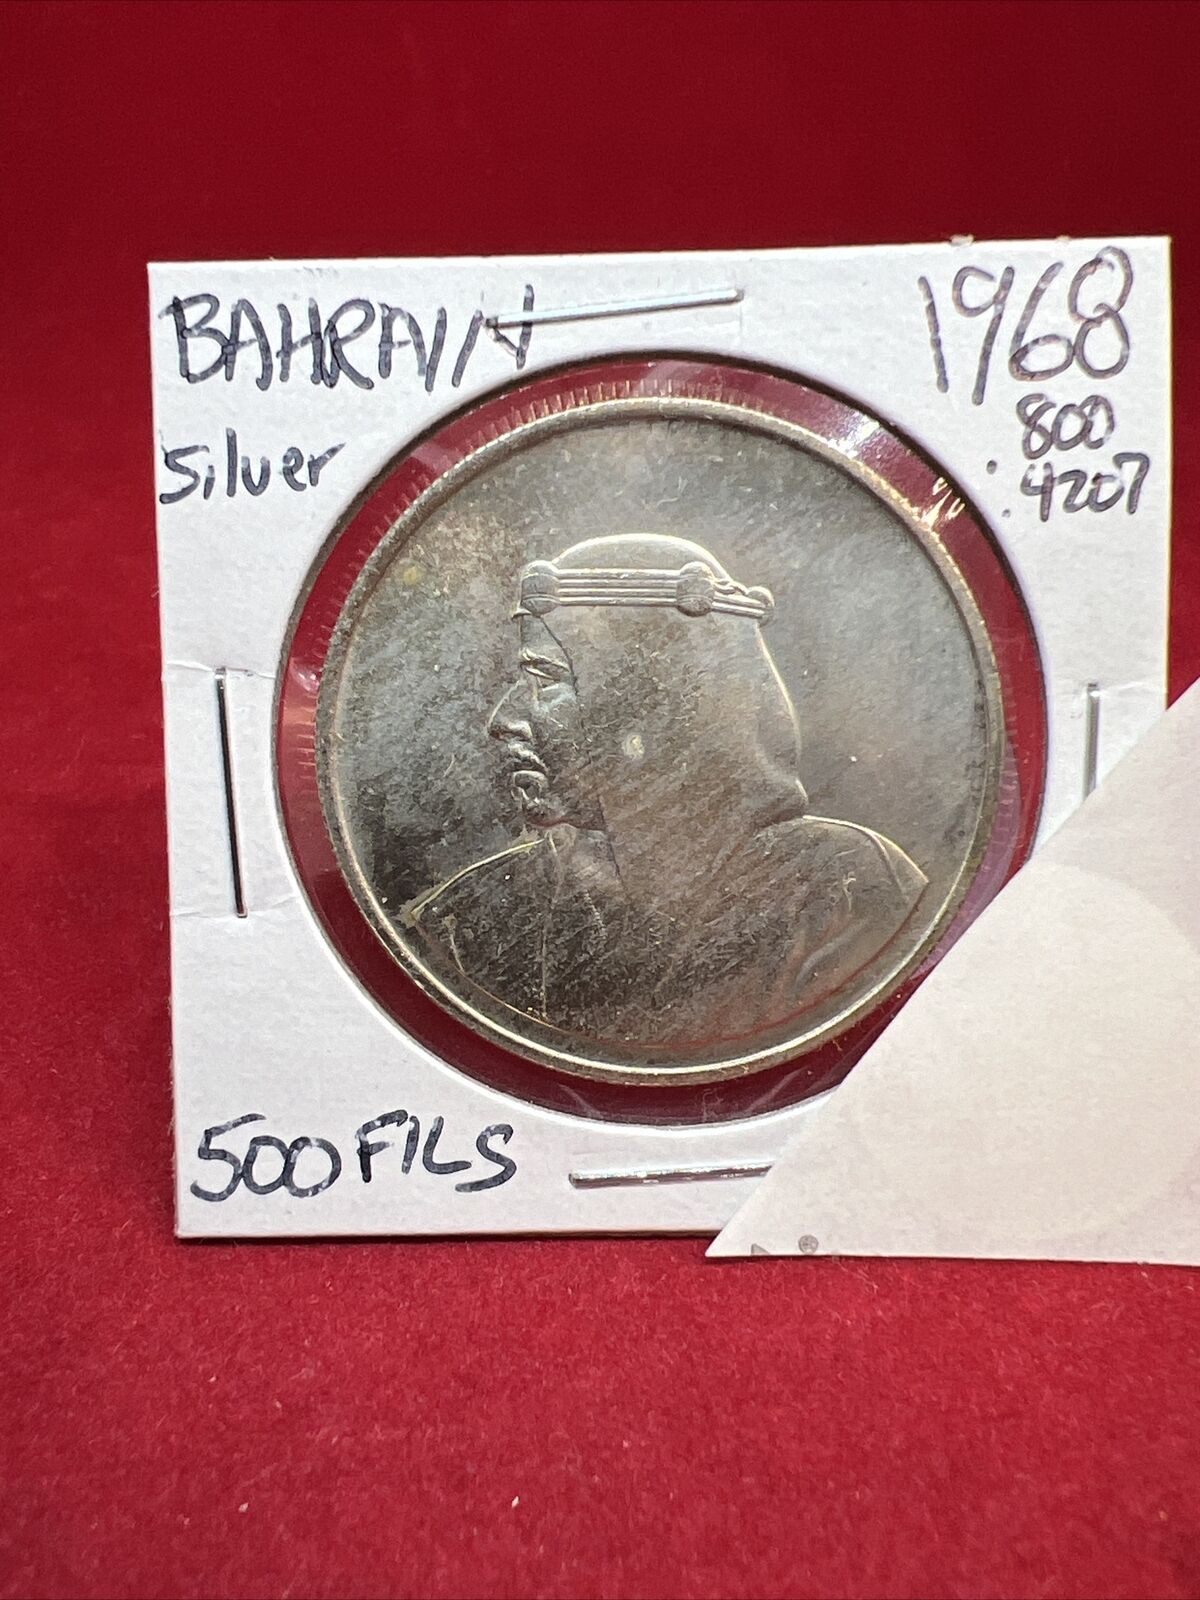 BAHRAIN
1968
Silver
800
.4207
500 FILS